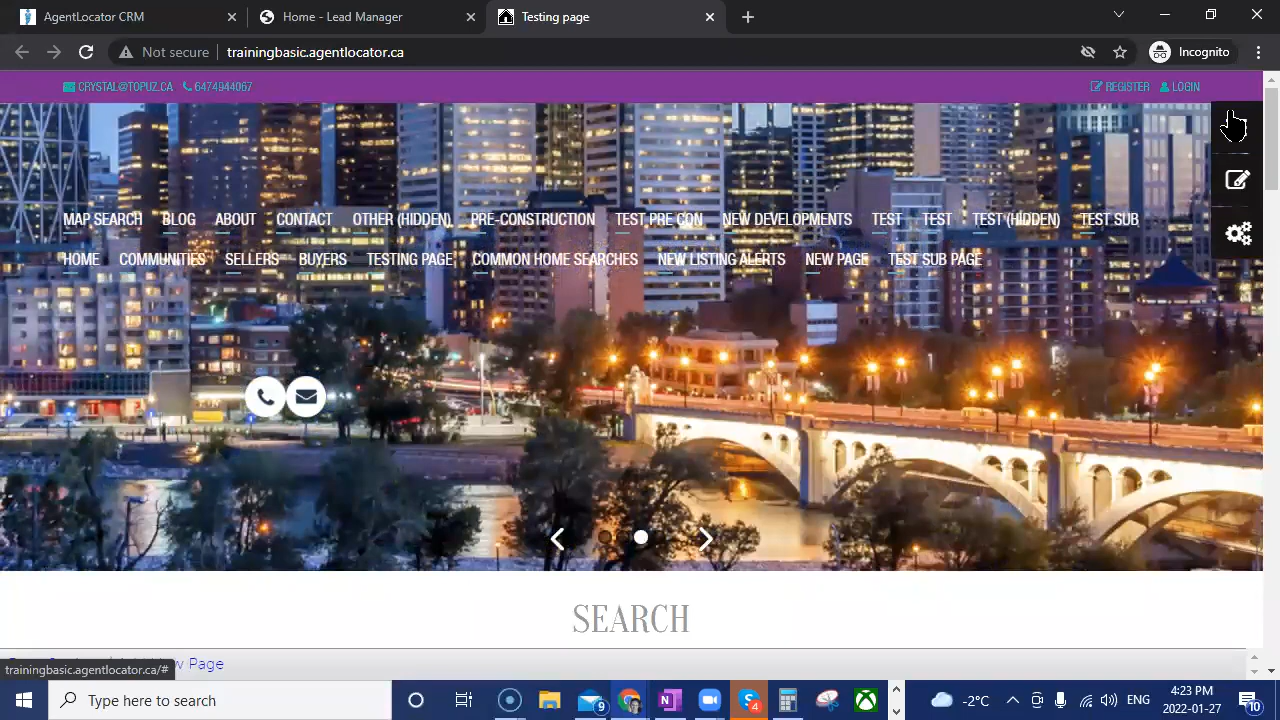 AgentLocator CRM
Home - Lead Manager
Testing page
Not secure
trainingbasic.agentlocator.ca
Incognito
CRYSTAL@TOPUZ.CA 6474944067
REGISTER LOGIN
MAP SEARCH BLOG ABOUT CONTACT OTHER (HIDDEN) PRE-CONSTRUCTION TEST PRE CON NEW DEVELOPMENTS TEST TEST TEST (HIDDEN) TEST SUB
HOME COMMUNITIES SELLERS BUYERS TESTING PAGE COMMON HOME SEARCHES NEW LISTING ALERTS NEW PAGE TEST SUB PAGE
SEARCH
Page
trainingbasic.agentlocator.ca/#
Type here to search
9
4
-2°C
ENG
4:23 PM
2022-01-27
10